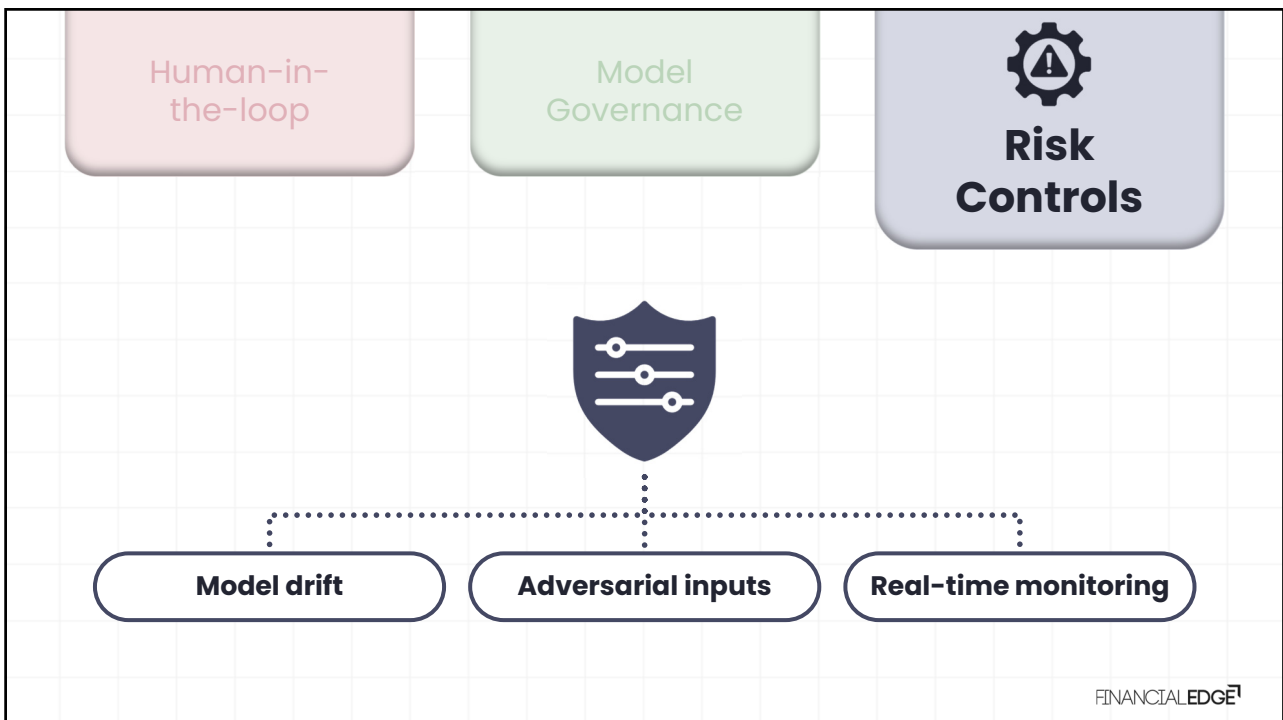 Human-in-
the-loop
Model
Governance
Risk
Controls
Model drift
Adversarial inputs
Real-time monitoring
FINANCIALEDGE